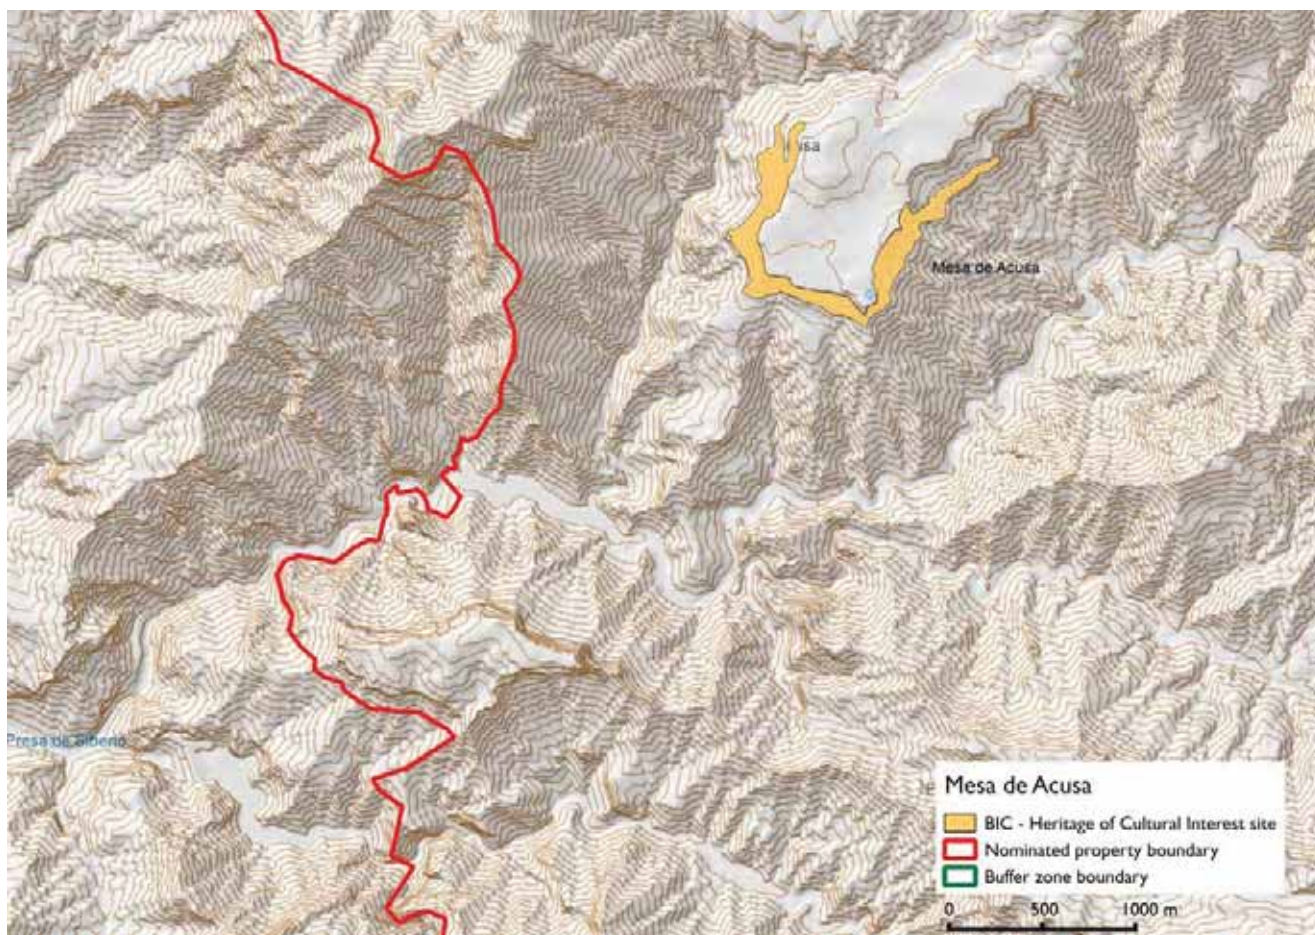 Mesa de Acusa
Presa de Siberio
Mesa de Acusa
BIC - Heritage of Cultural Interest site
Nominated property boundary
Buffer zone boundary
0 500 1000 m